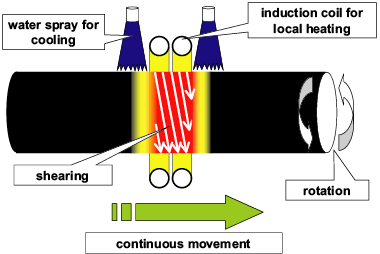 water spray for
cooling
induction coil for
local heating
shearing
rotation
continuous movement